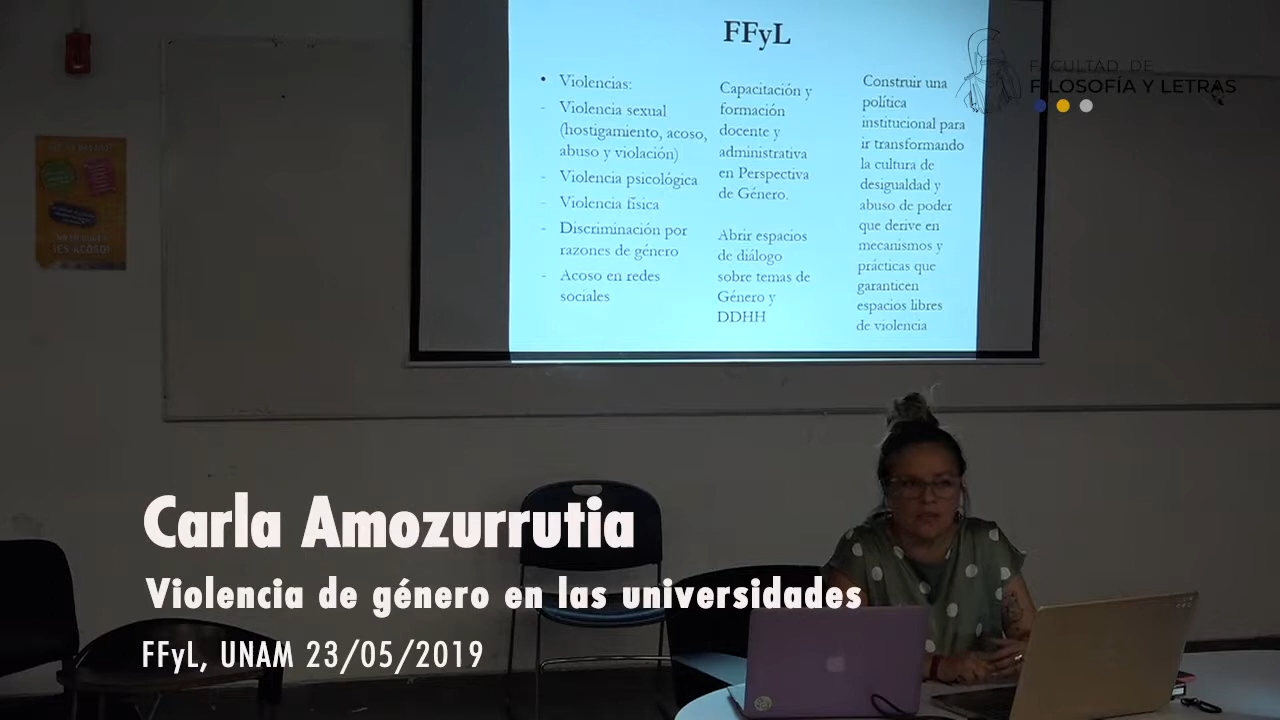 FFyL
• Violencias:
- Violencia sexual
(hostigamiento, acoso,
abuso y violación)
- Violencia psicológica
- Violencia física
- Discriminación por
razones de género
- Acoso en redes
sociales
Capacitación y
formación
docente y
administrativa
en Perspectiva
de Género.
Abrir espacios
de diálogo
sobre temas de
Género y
DDHH
Construir una
política
institucional para
ir transformando
la cultura de
desigualdad y
abuso de poder
que derive en
mecanismos y
prácticas que
garanticen
espacios libres
de violencia
FACULTAD DE
FILOSOFÍA Y LETRAS
¡ES ACOSO!
Carla Amozurrutia
Violencia de género en las universidades
FFyL, UNAM 23/05/2019